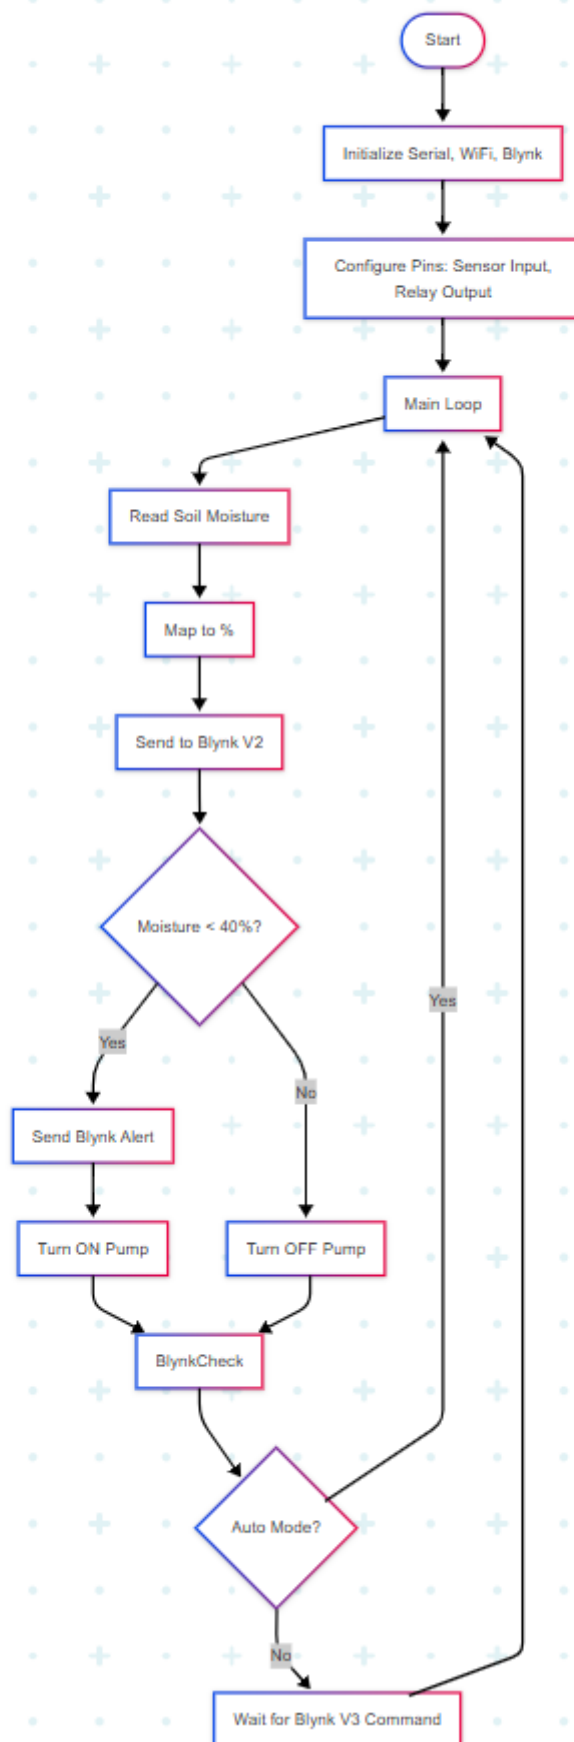 Start
Initialize Serial, WiFi, Blynk
Configure Pins: Sensor Input,
Relay Output
Main Loop
Read Soil Moisture
Map to %
Send to Blynk V2
Moisture < 40%?
Yes
Yes
No
Send Blynk Alert
Turn ON Pump
Turn OFF Pump
BlynkCheck
Auto Mode?
No
Wait for Blynk V3 Command